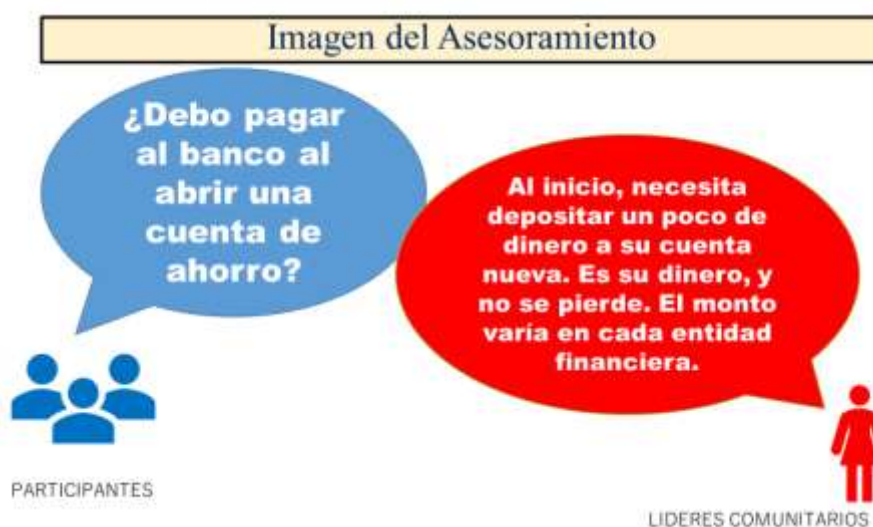 Imagen del Asesoramiento
¿Debo pagar
al banco al
abrir una
cuenta de
ahorro?
Al inicio, necesita
depositar un poco de
dinero a su cuenta
nueva. Es su dinero, y
no se pierde. El monto
varía en cada entidad
financiera.
PARTICIPANTES
LIDERES COMUNITARIOS